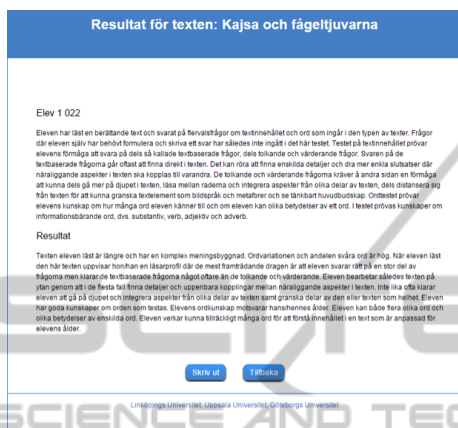 Resultat för texten: Kajsa och fågeltjuvarna
Elev 1 022
Eleven har läst en berättande text och svarat på flervalsfrågor om textinnehållet och ord som ingår i den typen av texter. Frågor
där eleven själv har behövt formulera och skriva ett svar har således inte ingått i det här testet. Testet på textinnehållet prövar
elevens förmåga att svara på dels så kallade textbaserade frågor, dels tolkande och värderande frågor. Svaren på de
textbaserade frågorna går oftast att finna direkt i texten. Det kan röra att finna enskilda detaljer och dra mer enkla slutsatser där
näraliggande aspekter i texten ska kopplas till varandra. De tolkande och värderande frågorna kräver å andra sidan en förmåga
att kunna dels gå mer på djupet i texten, läsa mellan raderna och integrera aspekter från olika delar av texten, dels distansera sig
från texten för att kunna granska textelement som bildspråk och metaforer och se tänkbart huvudbudskap. Ordtestet prövar
elevens kunskap om hur många ord eleven känner till och om eleven kan olika betydelser av ett ord. I testet prövas kunskaper om
informationsbärande ord, dvs. substantiv, verb, adjektiv och adverb.
Resultat
Texten eleven läst är längre och har en komplex meningsbyggnad. Ordvariationen och andelen svåra ord är hög. När eleven läst
den här texten uppvisar hon/han en läsarprofil där de mest framträdande dragen är att eleven svarar rätt på en stor del av
frågorna men klarar de textbaserade frågorna något oftare än de tolkande och värderande. Eleven bearbetar således texten på
ytan genom att i de flesta fall finna detaljer och uppenbara kopplingar mellan näraliggande aspekter i texten. Inte lika ofta klarar
eleven att gå på djupet och integrera aspekter från olika delar av texten samt granska delar av den eller texten som helhet. Eleven
har goda kunskaper om orden som testas. Elevens ordkunskap motsvarar hans/hennes ålder. Eleven kan både flera olika ord och
olika betydelser av enskilda ord. Eleven verkar kunna tillräckligt många ord för att förstå innehållet i en text som är anpassad för
elevens ålder.
Skriv ut Tillbaka
Linköpings Universitet, Uppsala Universitet, Göteborgs Universitet.
SCIENCE AND TEC